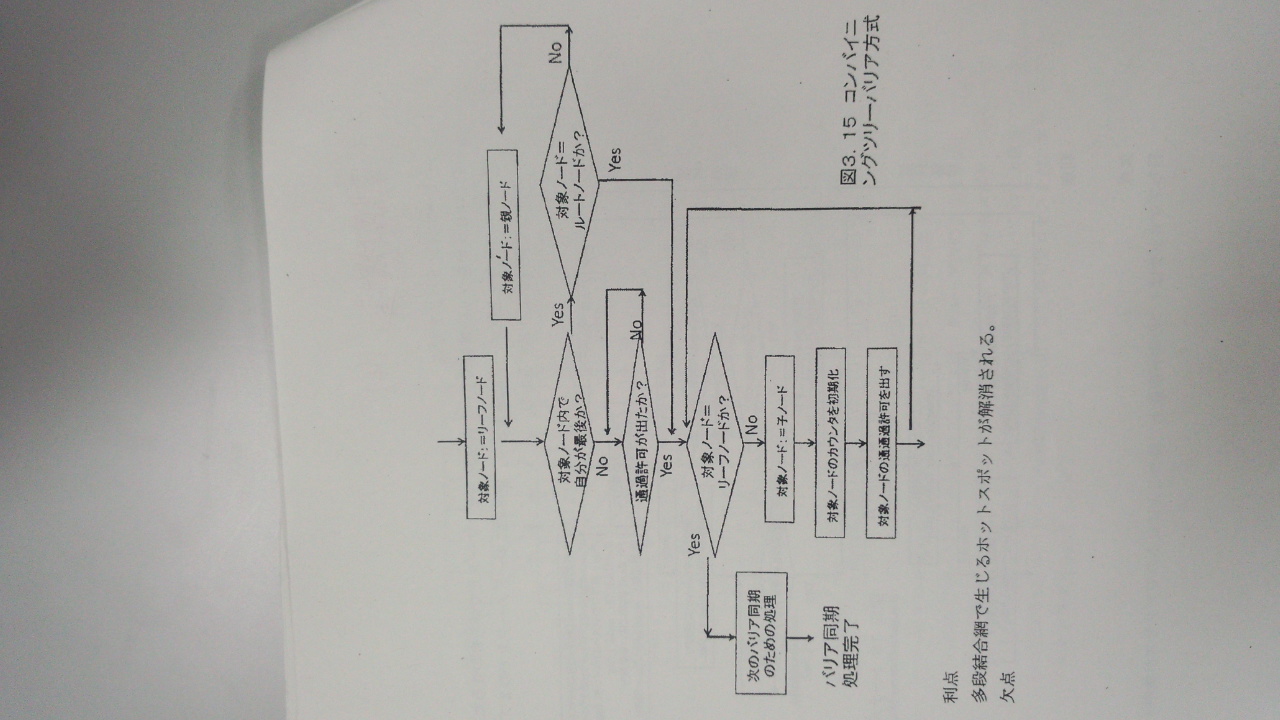 対象ノード:=リーフノード
対象ノード:=親ノード
対象ノード内で
自分が最後か?
Yes
対象ノード=
ルートノードか?
No
No
Yes
通過許可が出たか?
No
Yes
対象ノード=
リーフノードか?
Yes
No
次のバリア同期
のための処理
対象ノード:=子ノード
バリア同期
処理完了
対象ノードのカウンタを初期化
対象ノードの通通過許可を出す
図3.15 コンバイニ
ングツリーバリア方式
利点
多段結合網で生じるホットスポットが解消される。
欠点